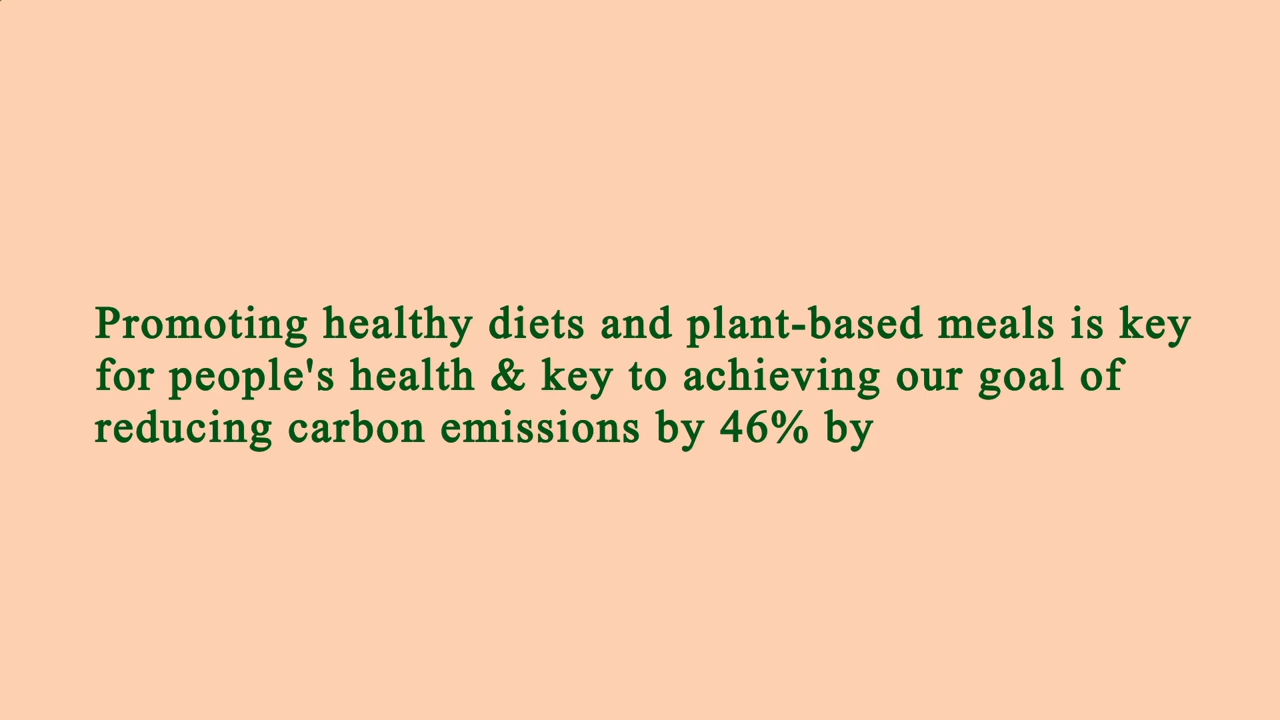 Promoting healthy diets and plant-based meals is key
for people's health & key to achieving our goal of
reducing carbon emissions by 46% by